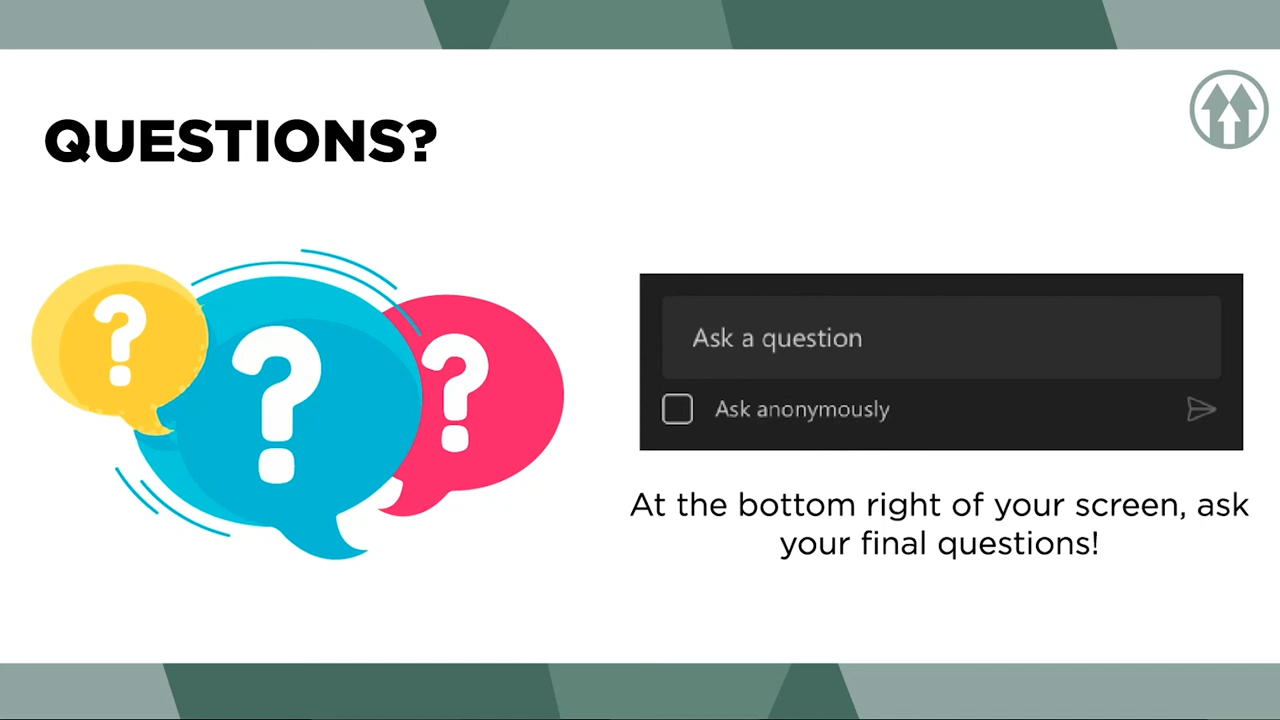 QUESTIONS?
?
?
?
Ask a question
Ask anonymously
At the bottom right of your screen, ask
your final questions!